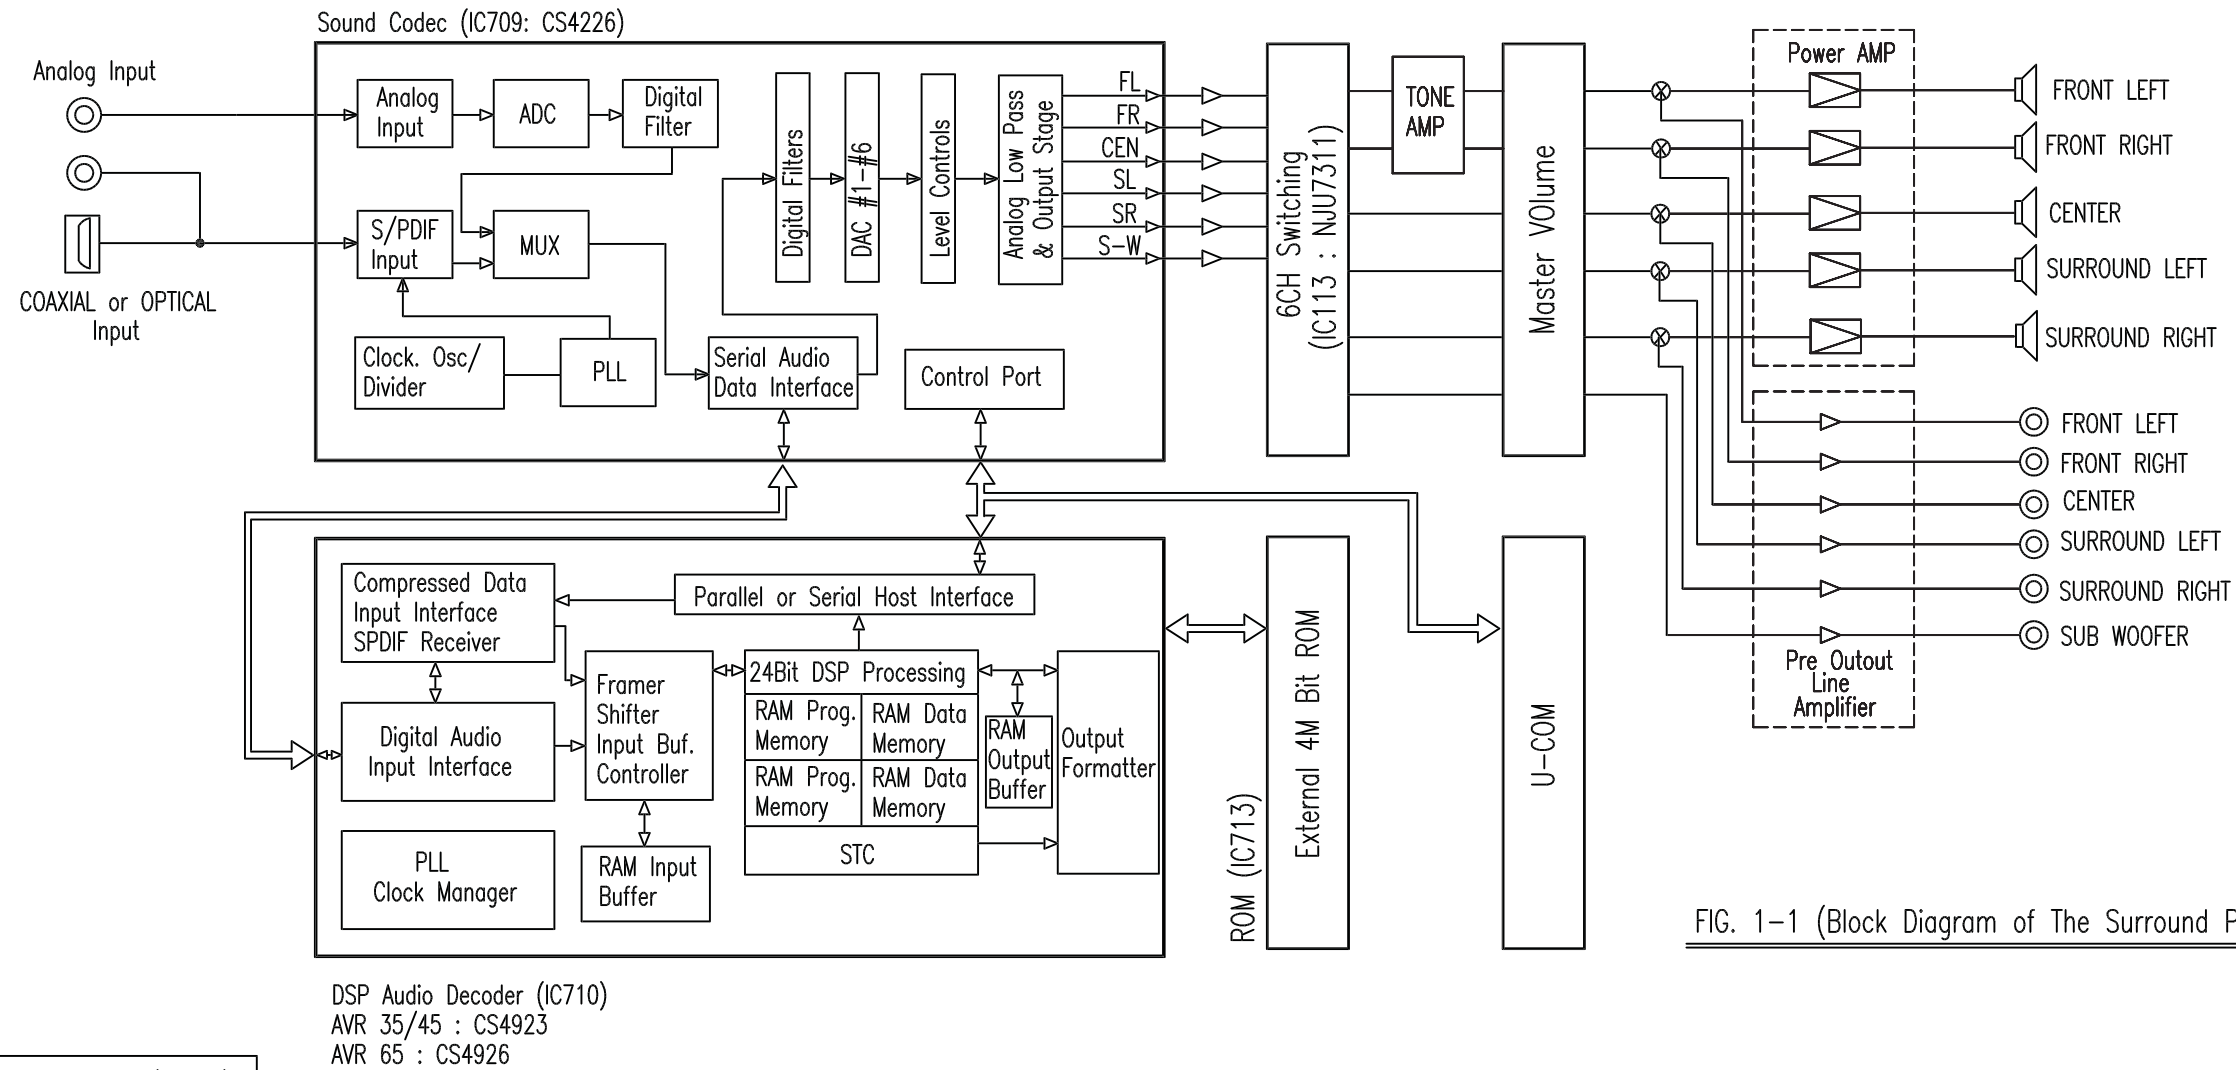 Sound Codec (IC709: CS4226)
Analog Input
COAXIAL or OPTICAL
Input
Analog
Input
ADC
Digital
Filter
S/PDIF
Input
MUX
Clock. Osc/
Divider
PLL
Serial Audio
Data Interface
Control Port
Digital Filters
DAC #1-#6
Level Controls
Analog Low Pass
& Output Stage
FL
FR
CEN
SL
SR
S-W
6CH Switching
(IC113 : NJU7311)
TONE
AMP
Master VOlume
Power AMP
FRONT LEFT
FRONT RIGHT
CENTER
SURROUND LEFT
SURROUND RIGHT
FRONT LEFT
FRONT RIGHT
CENTER
SURROUND LEFT
SURROUND RIGHT
SUB WOOFER
Pre Outout
Line
Amplifier
Compressed Data
Input Interface
SPDIF Receiver
Parallel or Serial Host Interface
Digital Audio
Input Interface
Framer
Shifter
Input Buf.
Controller
24Bit DSP Processing
RAM Prog.
Memory
RAM Data
Memory
RAM Prog.
Memory
RAM Data
Memory
STC
RAM
Output
Buffer
Output
Formatter
PLL
Clock Manager
RAM Input
Buffer
ROM (IC713)
External 4M Bit ROM
U-COM
FIG. 1-1 (Block Diagram of The Surround P
DSP Audio Decoder (IC710)
AVR 35/45 : CS4923
AVR 65 : CS4926